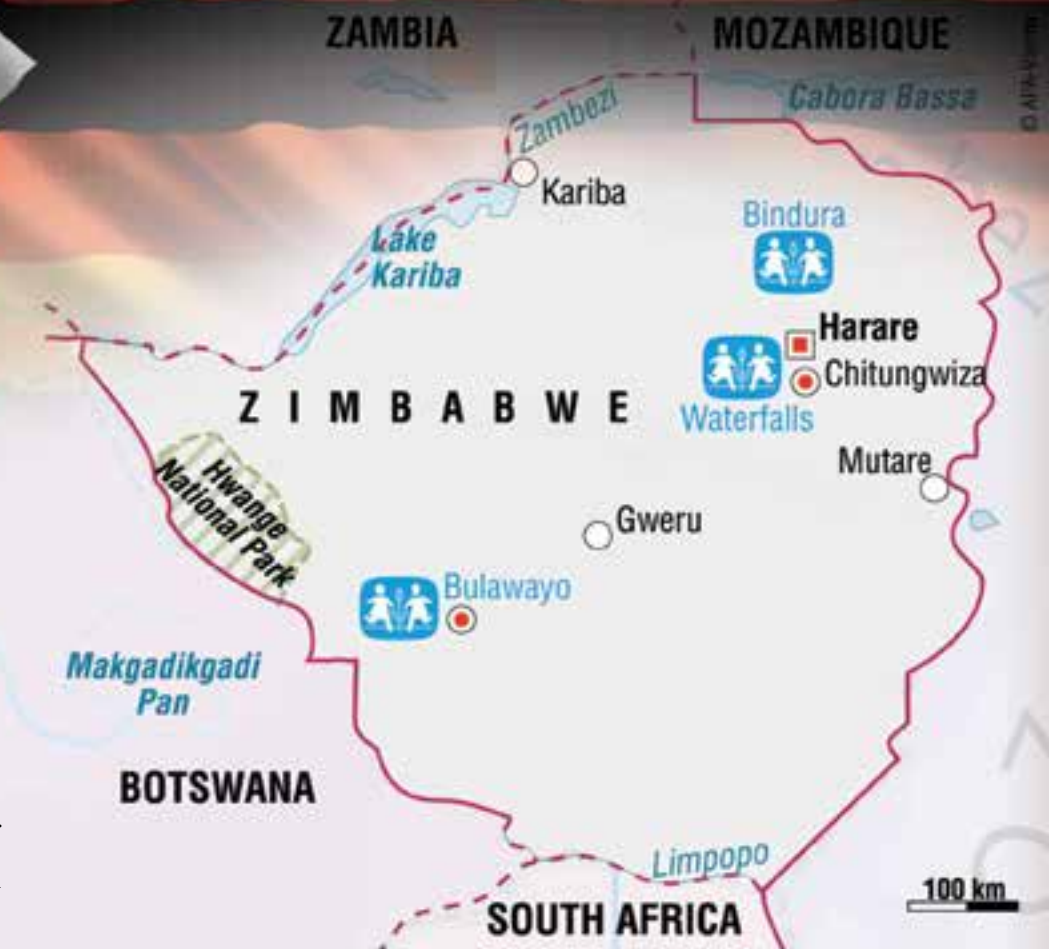 ZAMBIA
MOZAMBIQUE
Cabora Bassa
Zambezi
Kariba
Lake
Kariba
Bindura
Harare
Chitungwiza
Waterfalls
ZIMBABWE
Mutare
Hwange
National Park
Gweru
Bulawayo
Makgadikgadi
Pan
BOTSWANA
Limpopo
100 km
SOUTH AFRICA